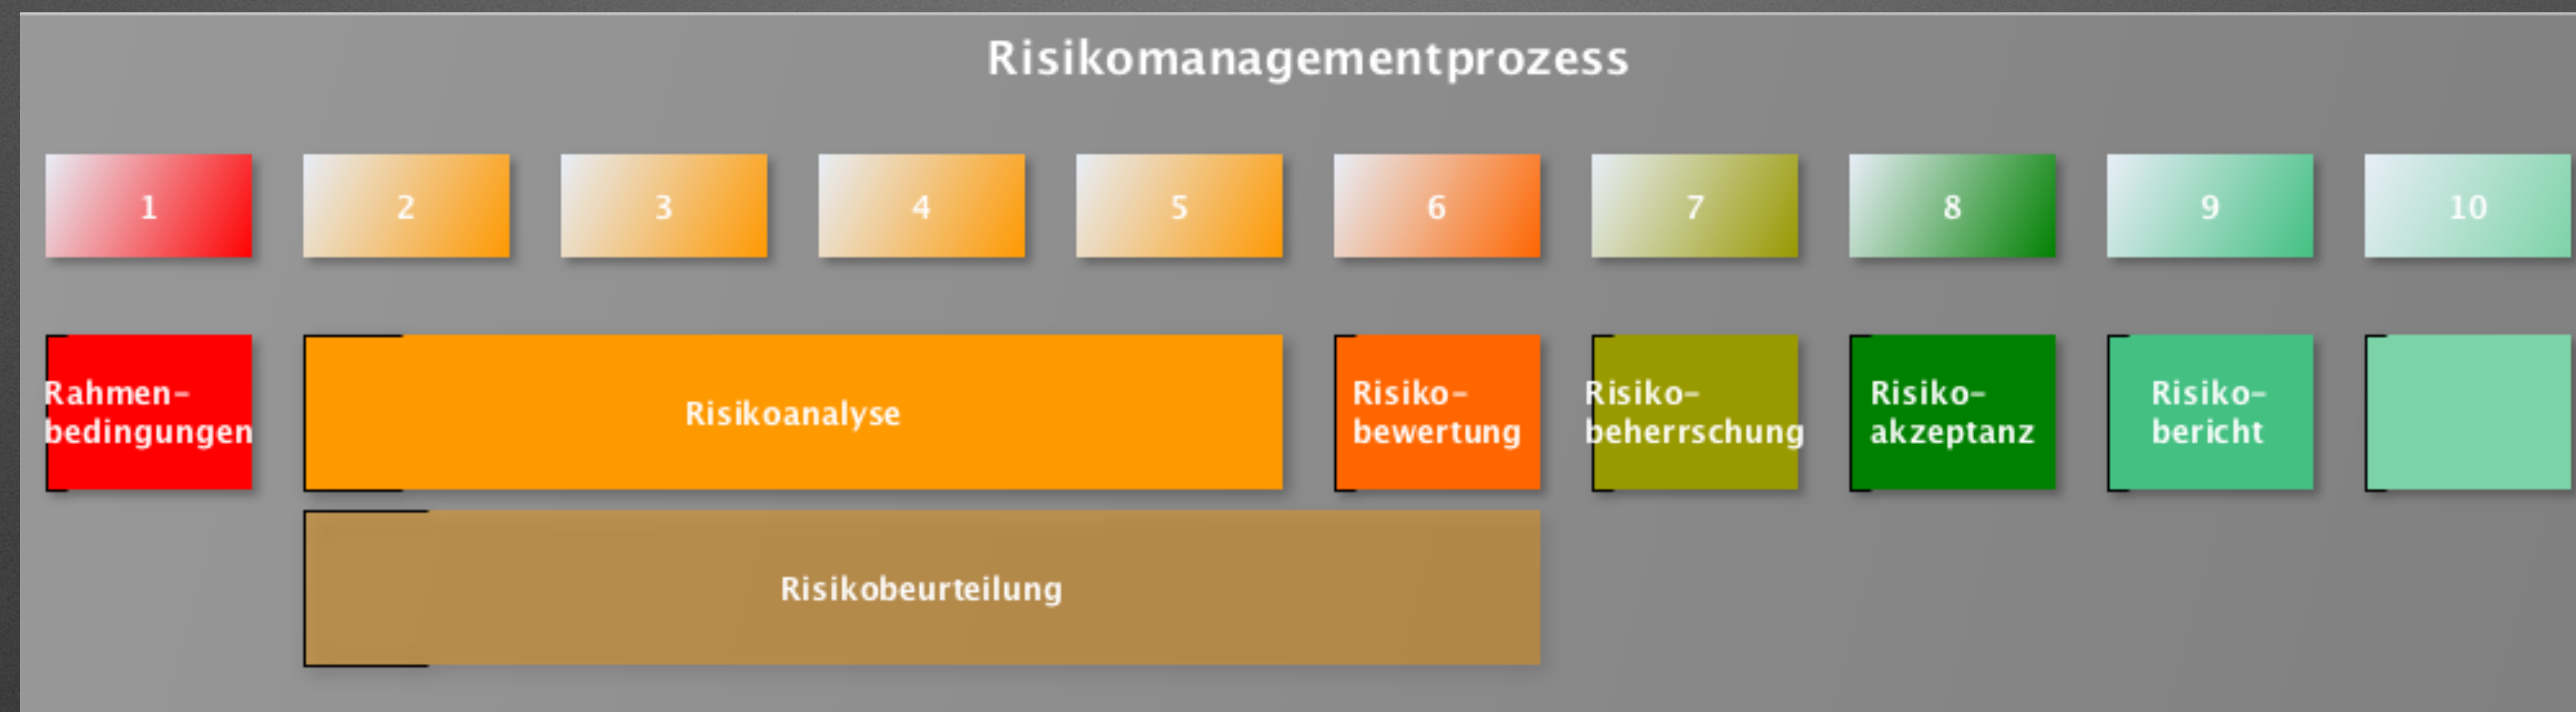 Risikomanagementprozess
1 2 3 4 5 6 7 8 9 10
Rahmen-
bedingungen
Risikoanalyse
Risiko-
bewertung
Risiko-
beherrschung
Risiko-
akzeptanz
Risiko-
bericht
Risikobeurteilung